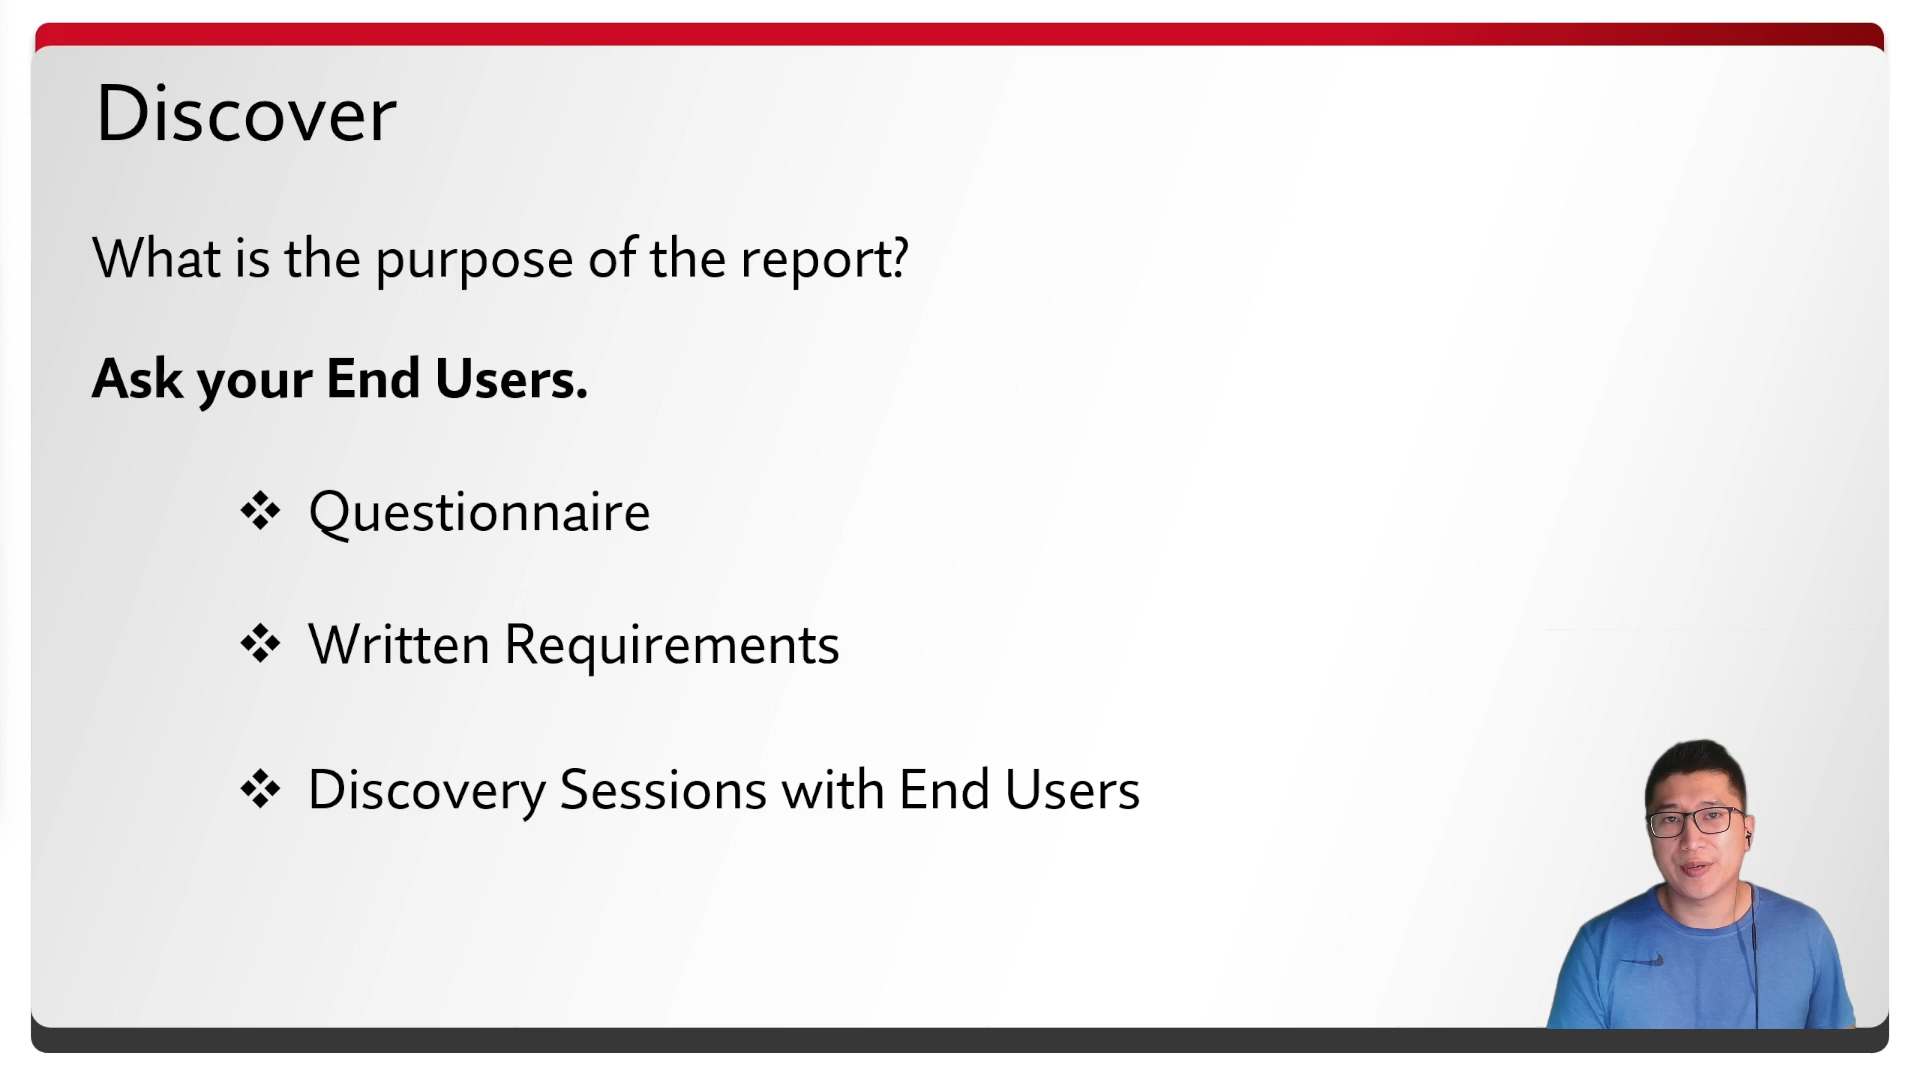 Discover
What is the purpose of the report?
Ask your End Users.
❖ Questionnaire
❖ Written Requirements
❖ Discovery Sessions with End Users